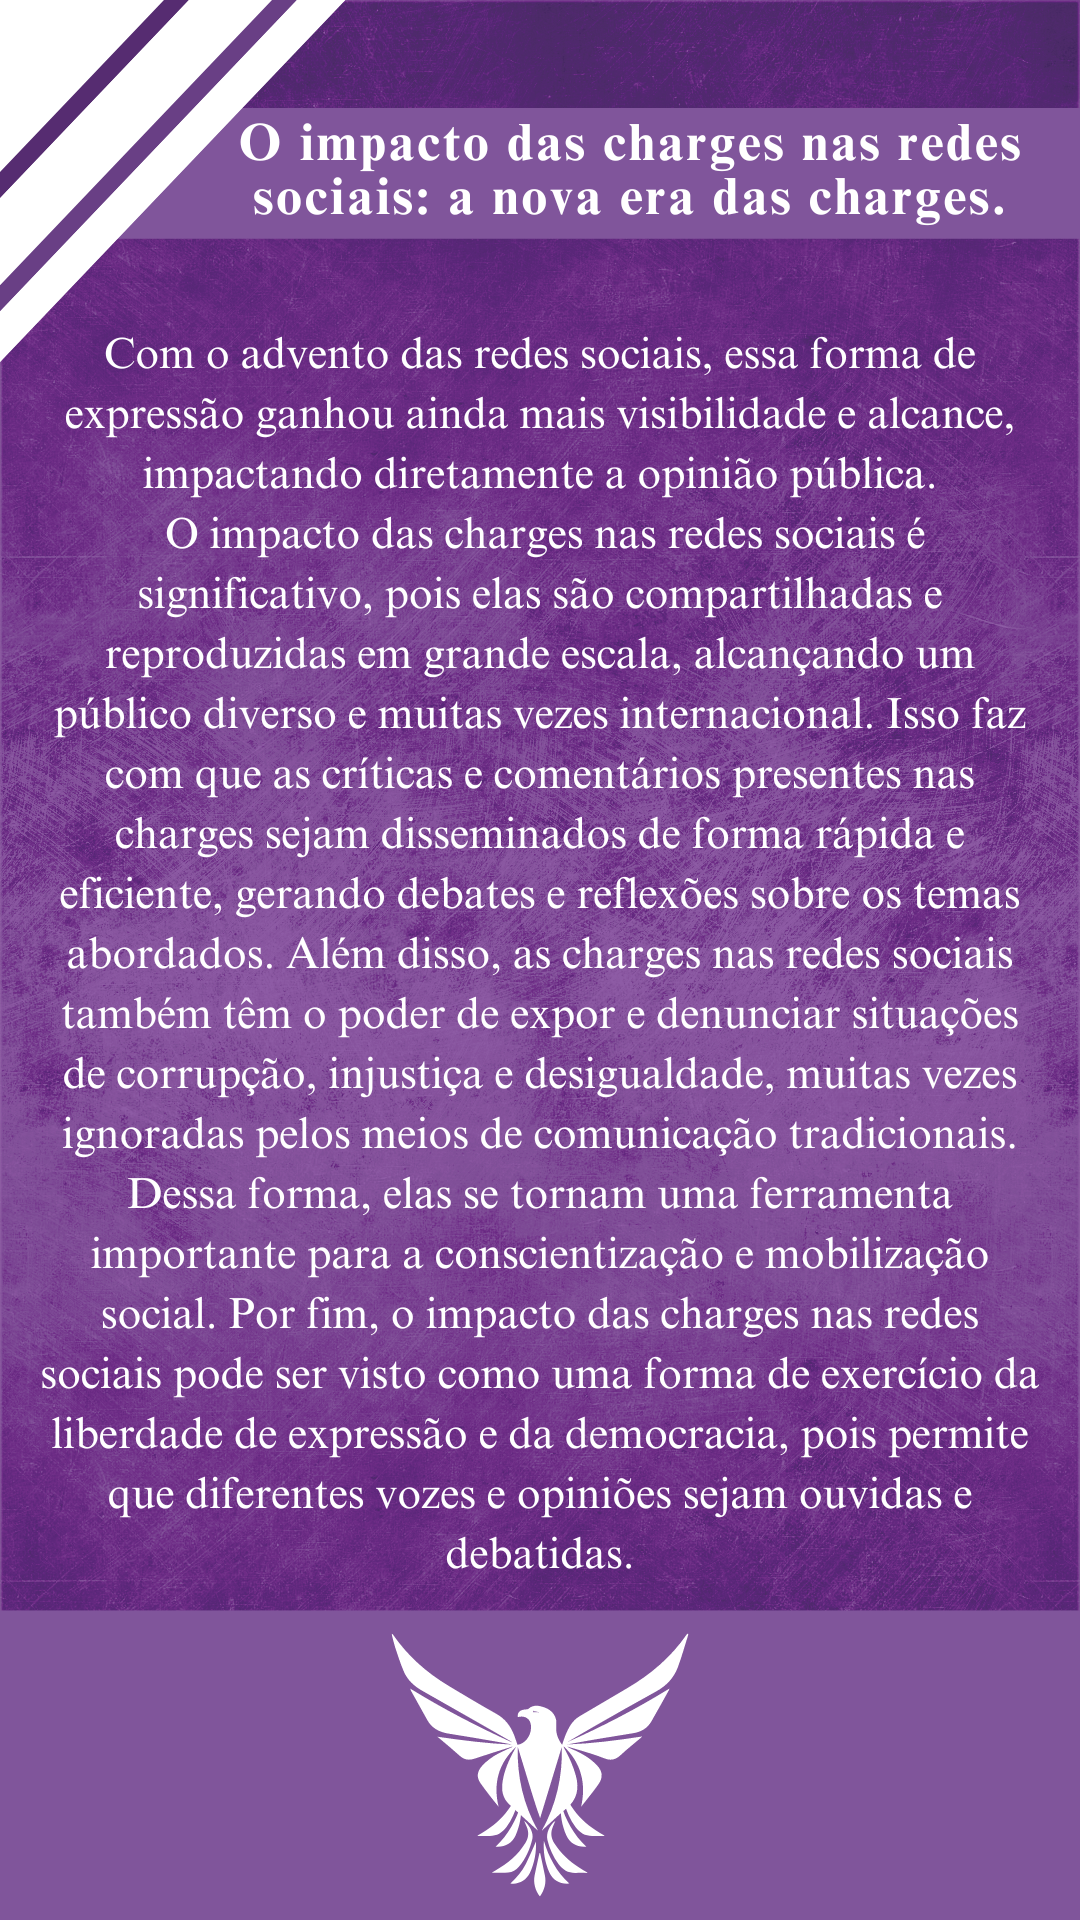 O impacto das charges nas redes
sociais: a nova era das charges.
Com o advento das redes sociais, essa forma de
expressão ganhou ainda mais visibilidade e alcance,
impactando diretamente a opinião pública.
O impacto das charges nas redes sociais é
significativo, pois elas são compartilhadas e
reproduzidas em grande escala, alcançando um
público diverso e muitas vezes internacional. Isso faz
com que as críticas e comentários presentes nas
charges sejam disseminados de forma rápida e
eficiente, gerando debates e reflexões sobre os temas
abordados. Além disso, as charges nas redes sociais
também têm o poder de expor e denunciar situações
de corrupção, injustiça e desigualdade, muitas vezes
ignoradas pelos meios de comunicação tradicionais.
Dessa forma, elas se tornam uma ferramenta
importante para a conscientização e mobilização
social. Por fim, o impacto das charges nas redes
sociais pode ser visto como uma forma de exercício da
liberdade de expressão e da democracia, pois permite
que diferentes vozes e opiniões sejam ouvidas e
debatidas.